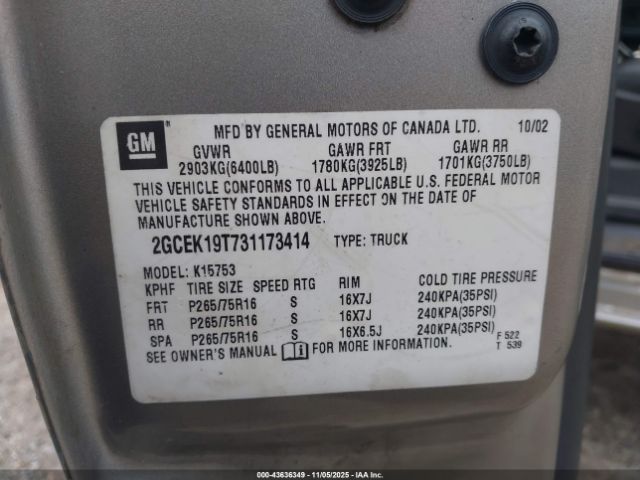 GM
MFD BY GENERAL MOTORS OF CANADA LTD. 10/02
GVWR GAWR FRT GAWR RR
2903KG(6400LB) 1780KG(3925LB) 1701KG(3750LB)
THIS VEHICLE CONFORMS TO ALL APPLICABLE U.S. FEDERAL MOTOR
VEHICLE SAFETY STANDARDS IN EFFECT ON THE DATE OF
MANUFACTURE SHOWN ABOVE.
2GCEK19T731173414 TYPE: TRUCK
MODEL: K15753
KPHF TIRE SIZE SPEED RTG RIM COLD TIRE PRESSURE
FRT P265/75R16 S 16X7J 240KPA(35PSI)
RR P265/75R16 S 16X7J 240KPA(35PSI)
SPA P265/75R16 S 16X6.5J 240KPA(35PSI)
F 522
SEE OWNER'S MANUAL FOR MORE INFORMATION. T 539
000-43636349 11/05/2025 IAAI.COM